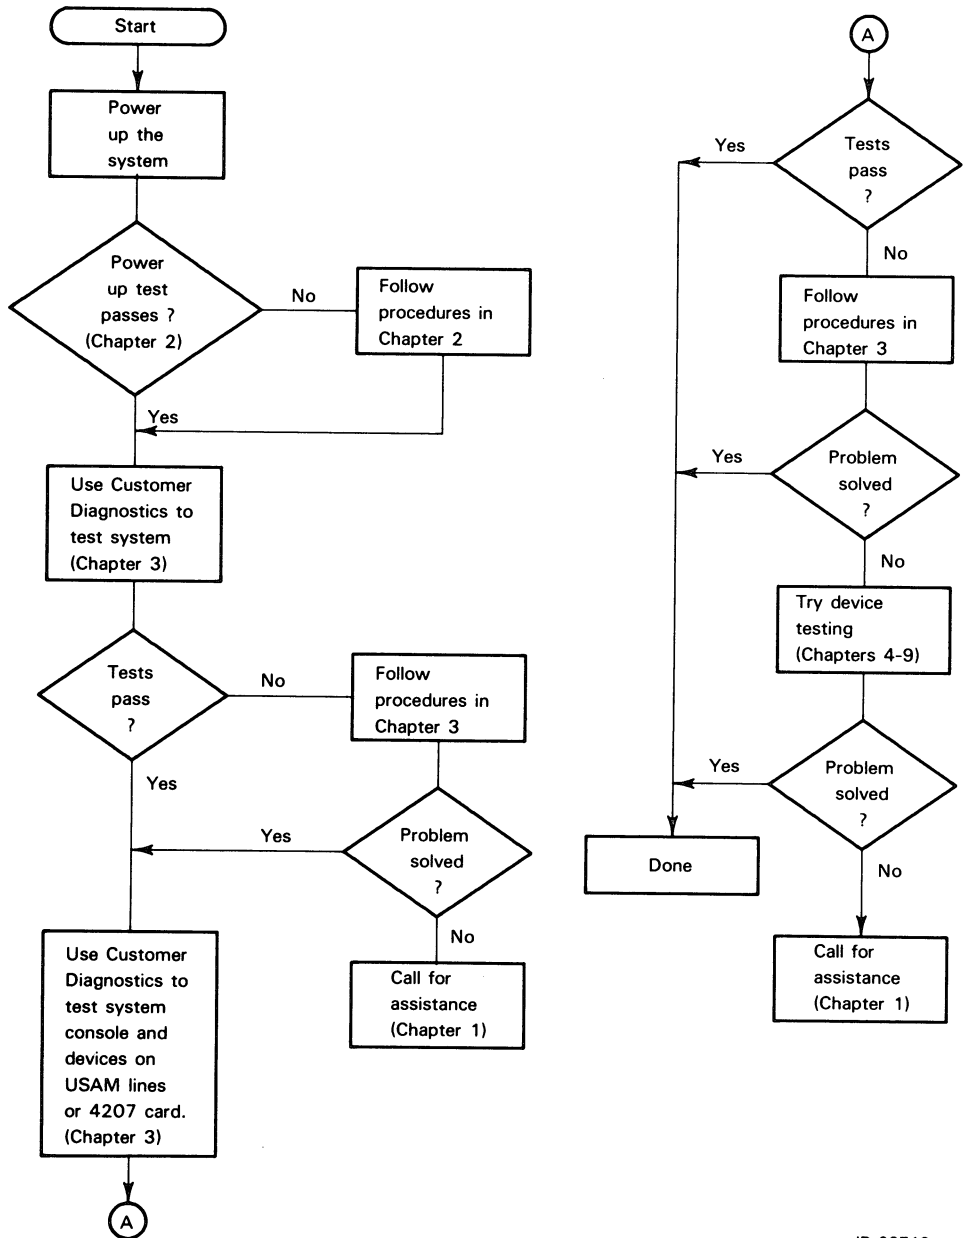 Start
Power
up the
system
Power
up test
passes ?
(Chapter 2)
No
Follow
procedures in
Chapter 2
Yes
Use Customer
Diagnostics to
test system
(Chapter 3)
Tests
pass
?
No
Follow
procedures in
Chapter 3
Yes
Problem
solved
?
Yes
No
Call for
assistance
(Chapter 1)
Use Customer
Diagnostics to
test system
console and
devices on
USAM lines
or 4207 card.
(Chapter 3)
A
A
Tests
pass
?
Yes
No
Follow
procedures in
Chapter 3
Problem
solved
?
Yes
No
Try device
testing
(Chapters 4-9)
Problem
solved
?
Yes
Done
No
Call for
assistance
(Chapter 1)